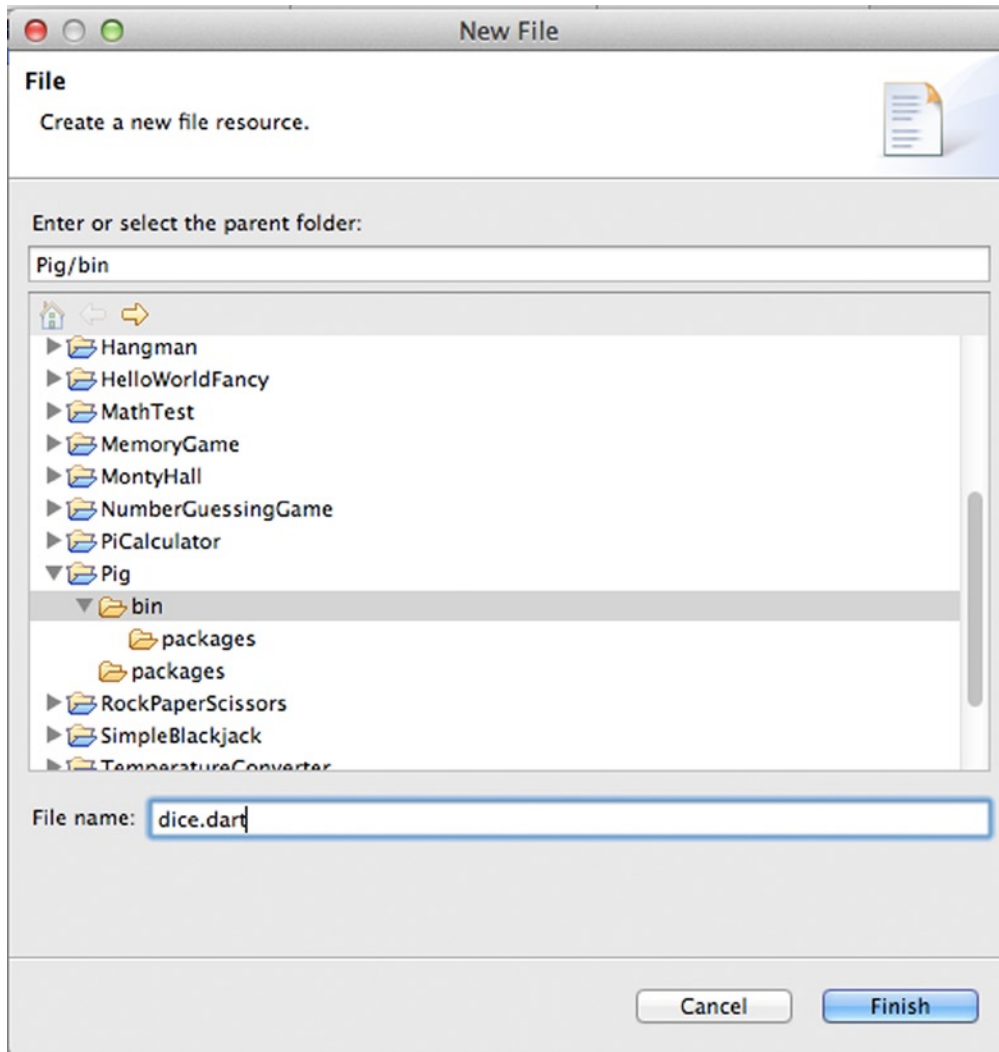 New File
File
Create a new file resource.
Enter or select the parent folder:
Pig/bin
Hangman
HelloWorldFancy
MathTest
MemoryGame
MontyHall
NumberGuessingGame
PiCalculator
Pig
bin
packages
packages
RockPaperScissors
SimpleBlackjack
TemperatureConverter
File name: dice.dart
Cancel Finish